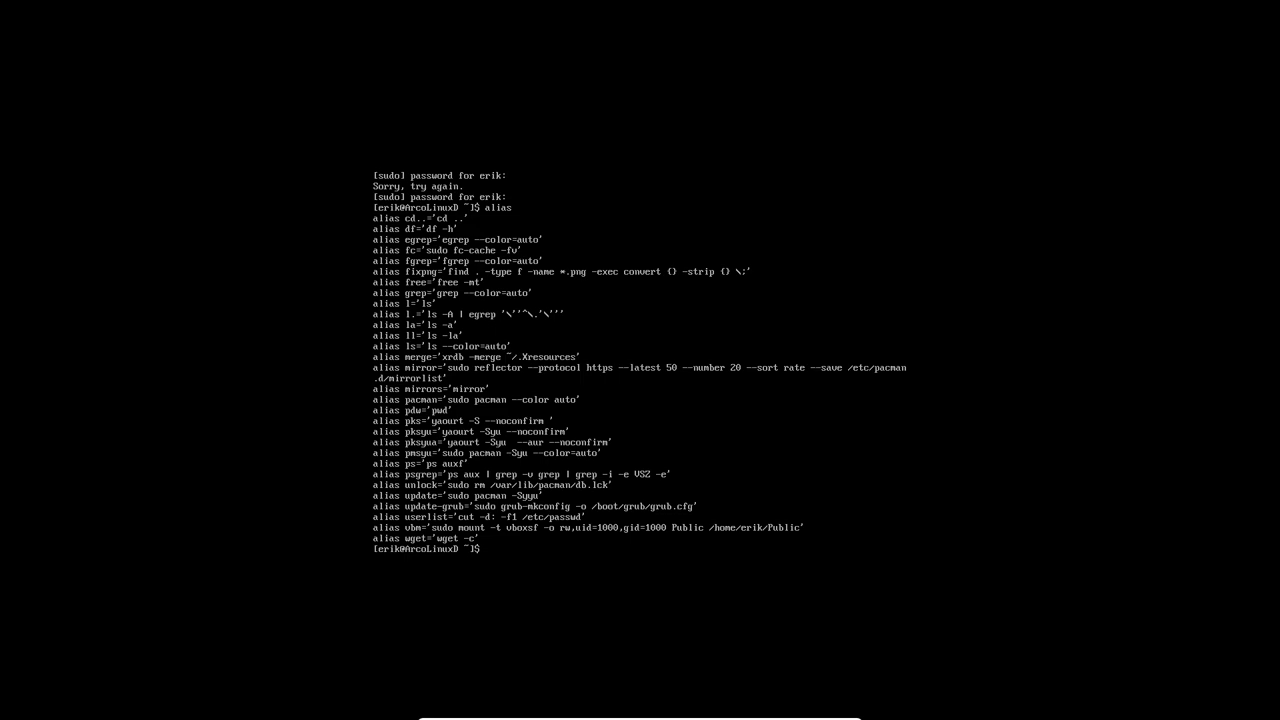 [sudo] password for erik:
Sorry, try again.
[sudo] password for erik:
[erik@ArcoLinuxD ~]$ alias
alias cd..='cd ..'
alias df='df -h'
alias egrep='egrep --color=auto'
alias fc='sudo fc-cache -fv'
alias fgrep='fgrep --color=auto'
alias fixpng='find . -type f -name *.png -exec convert {} -strip {} \;'
alias free='free -mt'
alias grep='grep --color=auto'
alias l='ls'
alias l.='ls -A | egrep '\''^\.'\'''
alias la='ls -a'
alias ll='ls -la'
alias ls='ls --color=auto'
alias merge='xrdb -merge ~/.Xresources'
alias mirror='sudo reflector --protocol https --latest 50 --number 20 --sort rate --save /etc/pacman
.d/mirrorlist'
alias mirrors='mirror'
alias pacman='sudo pacman --color auto'
alias pdw='pwd'
alias pks='yaourt -S --noconfirm '
alias pksyu='yaourt -Syu --noconfirm'
alias pksyua='yaourt -Syu  --aur --noconfirm'
alias pmsyu='sudo pacman -Syu --color=auto'
alias ps='ps auxf'
alias psgrep='ps aux | grep -v grep | grep -i -e VSZ -e'
alias unlock='sudo rm /var/lib/pacman/db.lck'
alias update='sudo pacman -Syyu'
alias update-grub='sudo grub-mkconfig -o /boot/grub/grub.cfg'
alias userlist='cut -d: -f1 /etc/passwd'
alias vbm='sudo mount -t vboxsf -o rw,uid=1000,gid=1000 Public /home/erik/Public'
alias wget='wget -c'
[erik@ArcoLinuxD ~]$